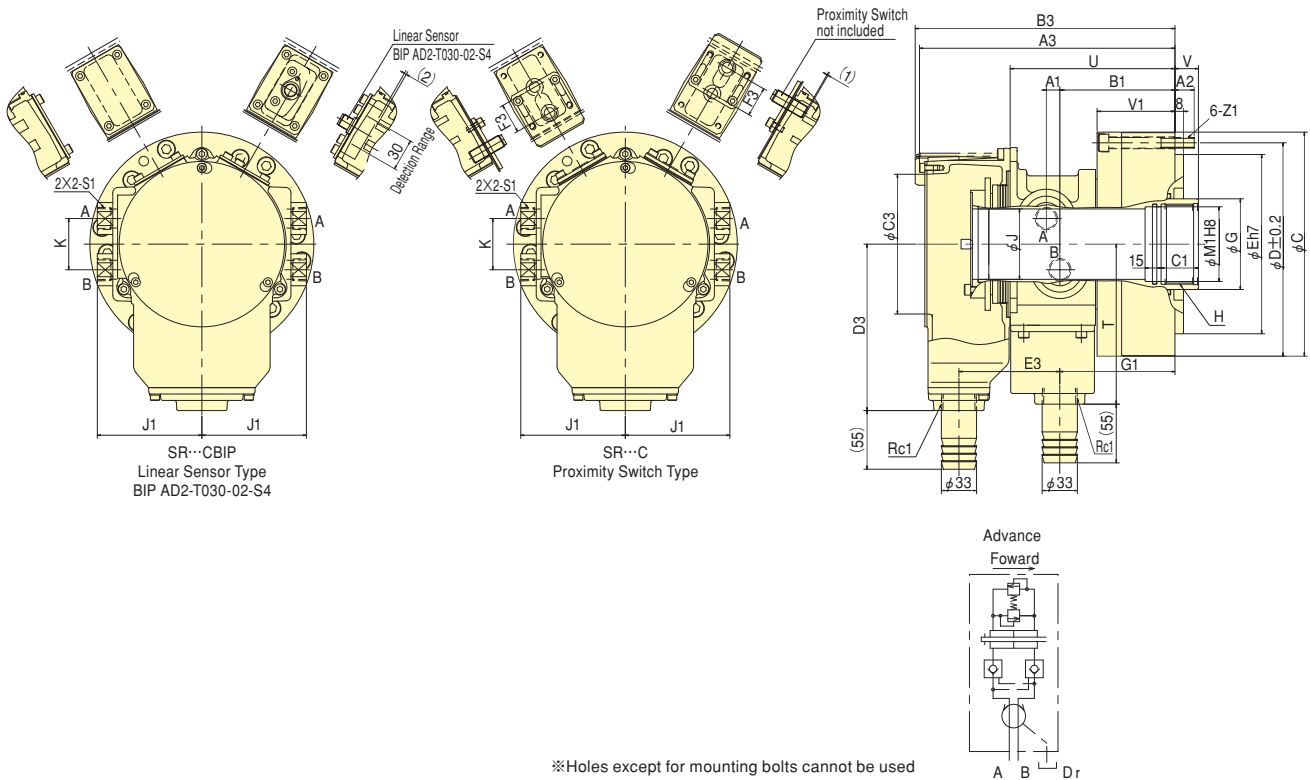 Linear Sensor
BIP AD2-T030-02-S4
(2)
30
Detection Range
2X2-S1
A
A
K
B
B
J1
J1
SR···CBIP
Linear Sensor Type
BIP AD2-T030-02-S4
Proximity Switch
not included
(1)
F3
F3
2X2-S1
A
A
K
B
B
J1
J1
SR···C
Proximity Switch Type
B3
A3
U
V
A1
B1
A2
V1
8
6-Z1
φC3
φJ
A
B
15
C1
φM1H8
φG
φEh7
φD±0.2
φC
H
D3
T
E3
G1
(55)
(55)
Rc1
Rc1
φ33
φ33
Advance
Foward
A
B
Dr
※Holes except for mounting bolts cannot be used